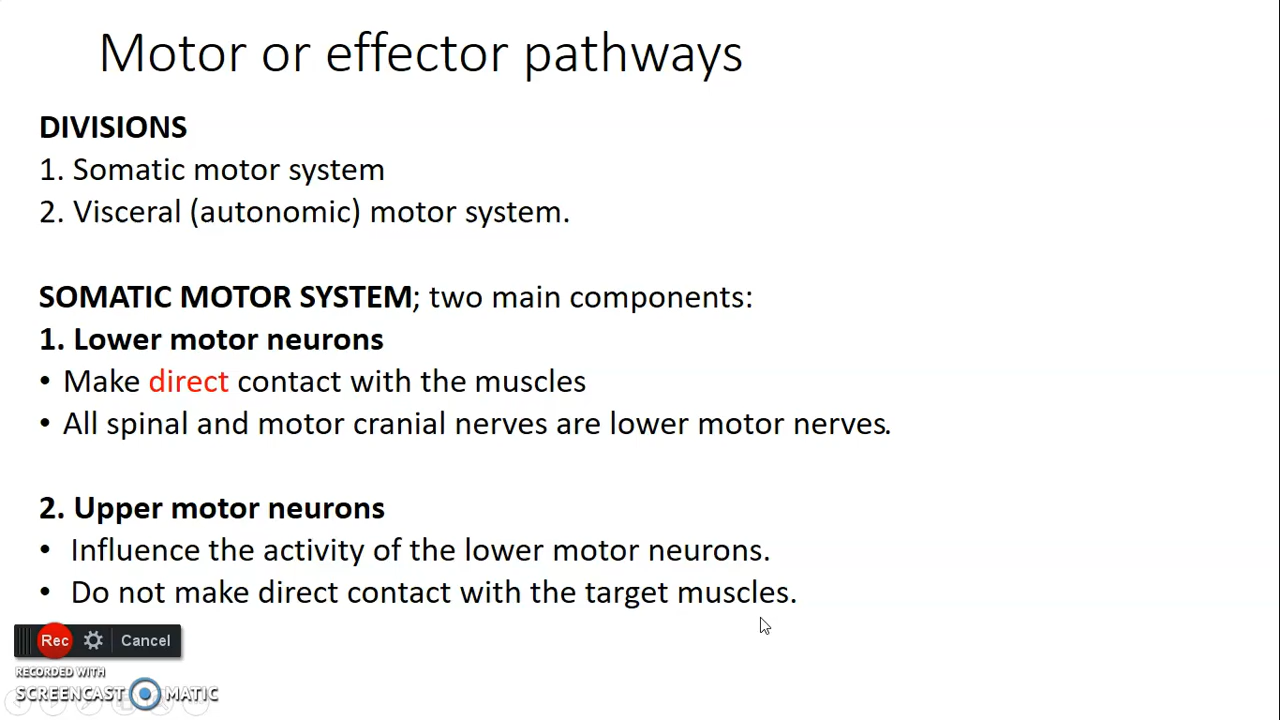 Motor or effector pathways
DIVISIONS
1. Somatic motor system
2. Visceral (autonomic) motor system.
SOMATIC MOTOR SYSTEM; two main components:
1. Lower motor neurons
• Make direct contact with the muscles
• All spinal and motor cranial nerves are lower motor nerves.
2. Upper motor neurons
• Influence the activity of the lower motor neurons.
• Do not make direct contact with the target muscles.
Rec Cancel
RECORDED WITH
SCREENCAST MATIC